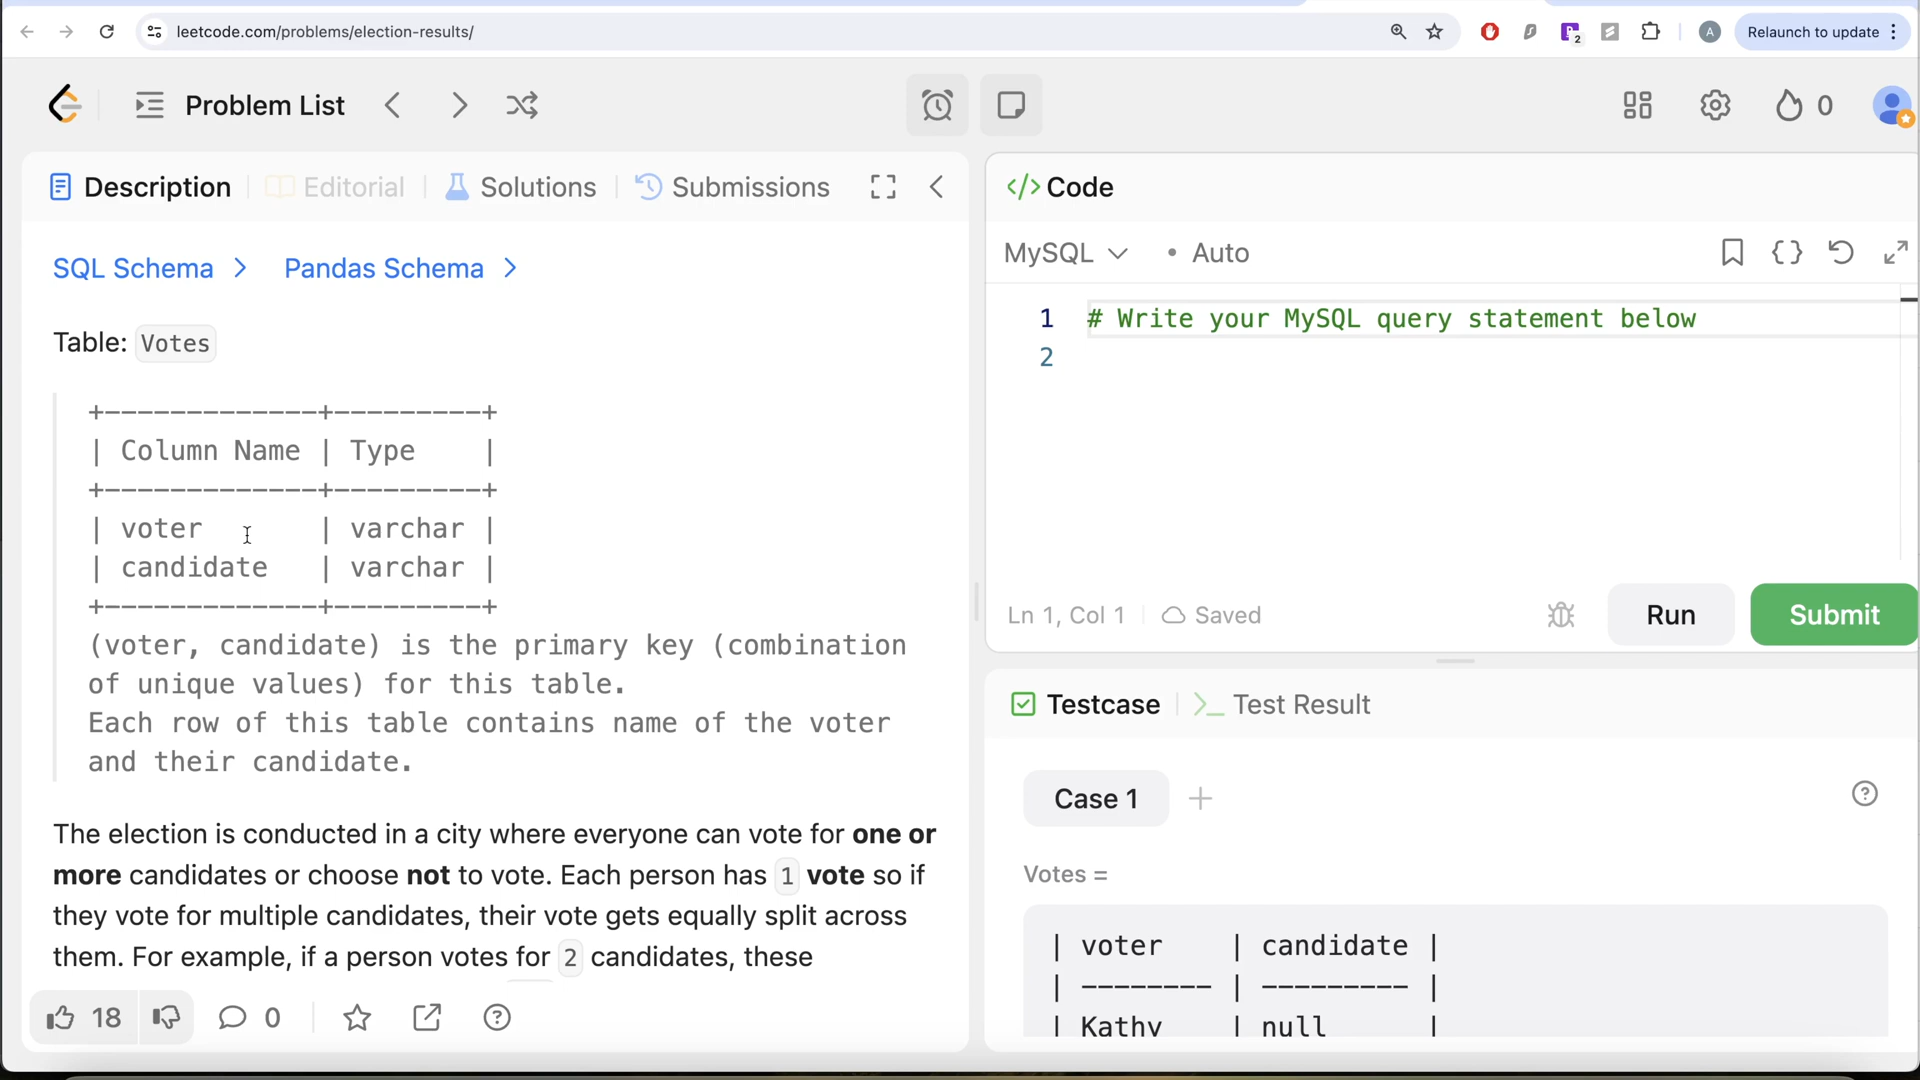 leetcode.com/problems/election-results/
2
A
Relaunch to update
Problem List
0
Description
Editorial
Solutions
Submissions
SQL Schema
Pandas Schema
Table: Votes
+-------------+---------+
| Column Name | Type    |
+-------------+---------+
| voter       | varchar |
| candidate   | varchar |
+-------------+---------+
(voter, candidate) is the primary key (combination
of unique values) for this table.
Each row of this table contains name of the voter
and their candidate.
The election is conducted in a city where everyone can vote for one or
more candidates or choose not to vote. Each person has 1 vote so if
they vote for multiple candidates, their vote gets equally split across
them. For example, if a person votes for 2 candidates, these
18
0
</> Code
MySQL
• Auto
1 # Write your MySQL query statement below
2
Ln 1, Col 1
Saved
Run
Submit
Testcase
>_ Test Result
Case 1
Votes =
| voter    | candidate |
| -------- | --------- |
| Kathy    | null      |